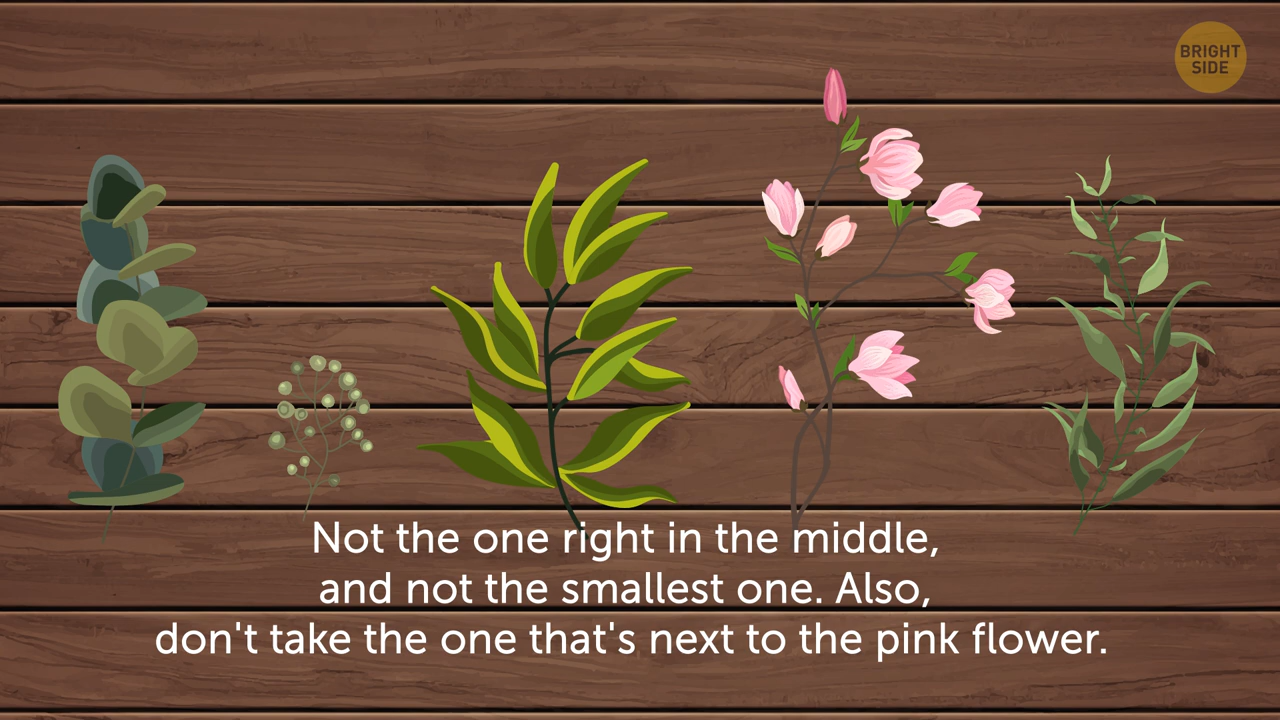 BRIGHT
SIDE
Not the one right in the middle,
and not the smallest one. Also,
don't take the one that's next to the pink flower.